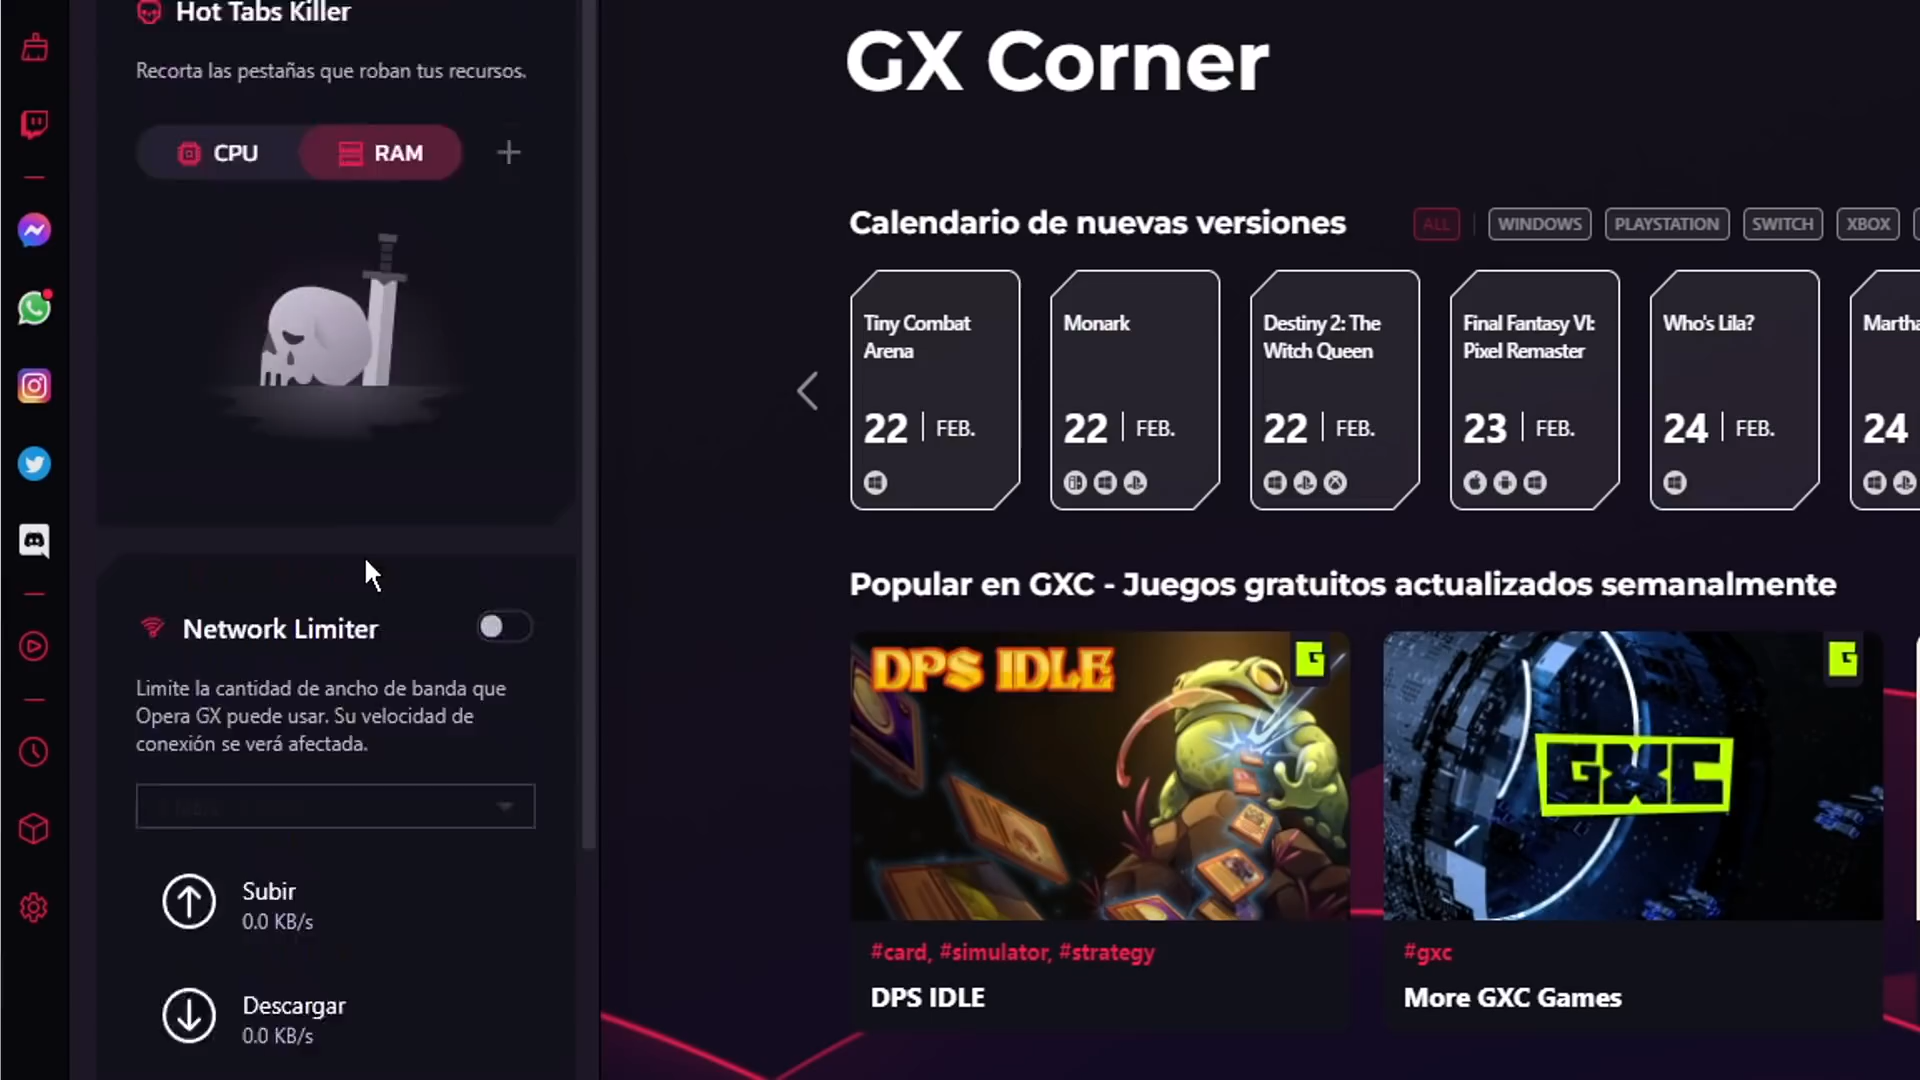 Hot Tabs Killer
Recorta las pestañas que roban tus recursos.
CPU
RAM
Network Limiter
Limite la cantidad de ancho de banda que
Opera GX puede usar. Su velocidad de
conexión se verá afectada.
Subir
0.0 KB/s
Descargar
0.0 KB/s
GX Corner
Calendario de nuevas versiones
ALL
WINDOWS
PLAYSTATION
SWITCH
XBOX
Tiny Combat
Arena
22 | FEB.
Monark
22 | FEB.
Destiny 2: The
Witch Queen
22 | FEB.
Final Fantasy VI:
Pixel Remaster
23 | FEB.
Who's Lila?
24 | FEB.
Martha
24
Popular en GXC - Juegos gratuitos actualizados semanalmente
DPS IDLE
#card, #simulator, #strategy
DPS IDLE
GXC
#gxc
More GXC Games